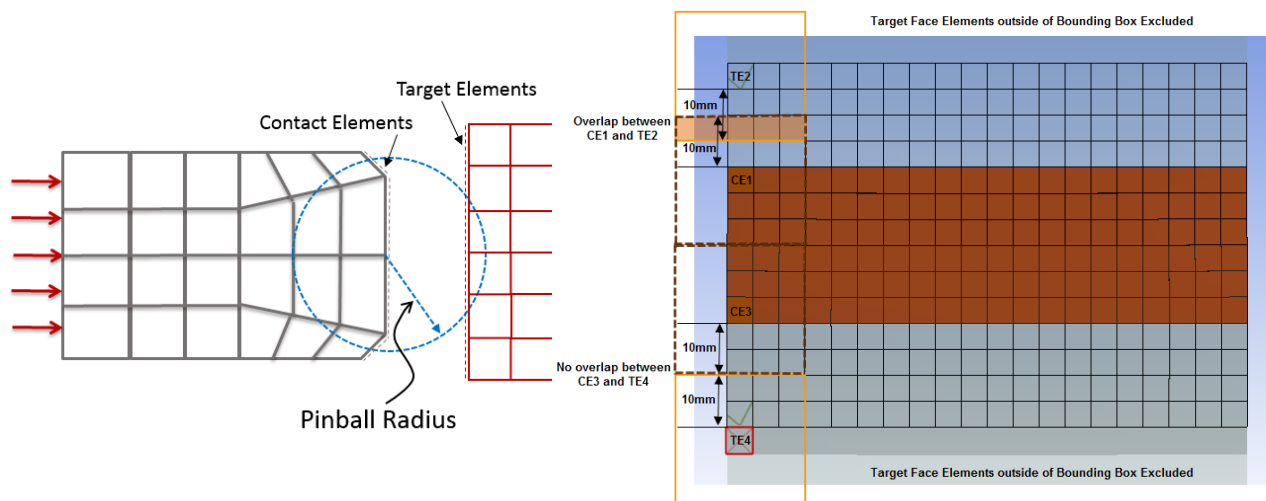 Target Elements
Contact Elements
Pinball Radius
Target Face Elements outside of Bounding Box Excluded
TE2
10mm
Overlap between
CE1 and TE2
10mm
CE1
CE3
10mm
No overlap between
CE3 and TE4
10mm
TE4
Target Face Elements outside of Bounding Box Excluded